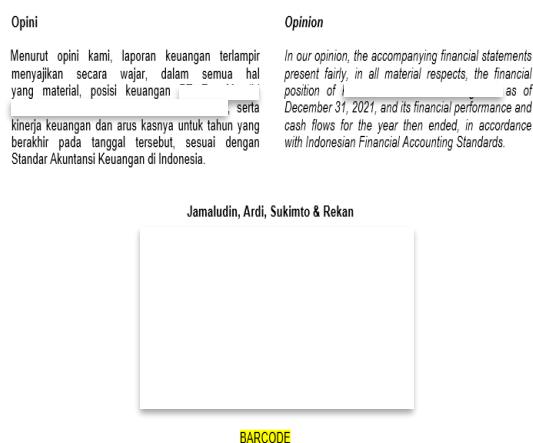 Opini
Menurut opini kami, laporan keuangan terlampir
menyajikan secara wajar, dalam semua hal
yang material, posisi keuangan
, serta
kinerja keuangan dan arus kasnya untuk tahun yang
berakhir pada tanggal tersebut, sesuai dengan
Standar Akuntansi Keuangan di Indonesia.
Opinion
In our opinion, the accompanying financial statements
present fairly, in all material respects, the financial
position of as of
December 31, 2021, and its financial performance and
cash flows for the year then ended, in accordance
with Indonesian Financial Accounting Standards.
Jamaludin, Ardi, Sukimto & Rekan
BARCODE